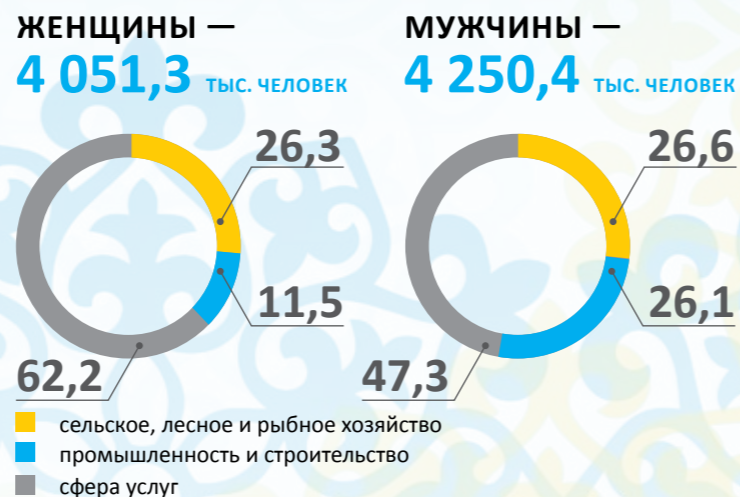 ЖЕНЩИНЫ —
4 051,3 ТЫС. ЧЕЛОВЕК
26,3
11,5
62,2
МУЖЧИНЫ —
4 250,4 ТЫС. ЧЕЛОВЕК
26,6
26,1
47,3
сельское, лесное и рыбное хозяйство
промышленность и строительство
сфера услуг